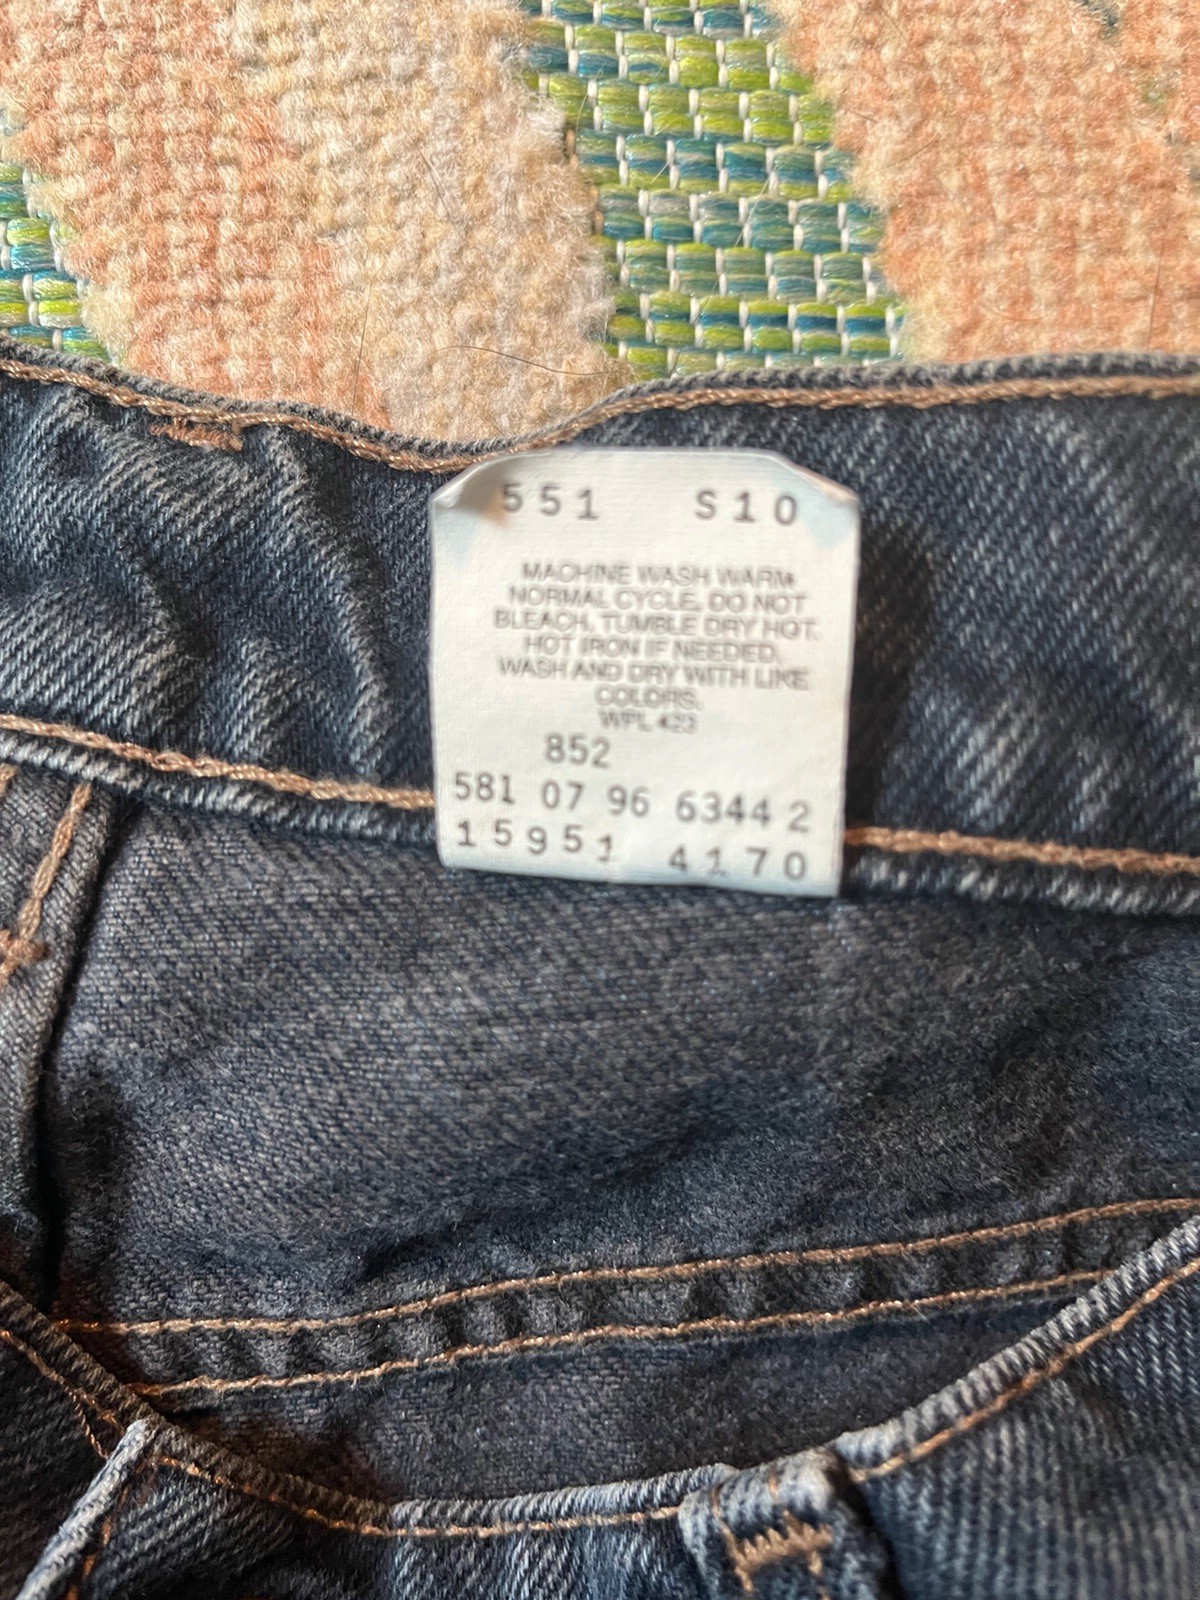 551 S10
MACHINE WASH WARM
NORMAL CYCLE. DO NOT
BLEACH. TUMBLE DRY HOT.
HOT IRON IF NEEDED.
WASH AND DRY WITH LIKE
COLORS.
WPL 423
852
581 07 96 6344 2
15951 4170